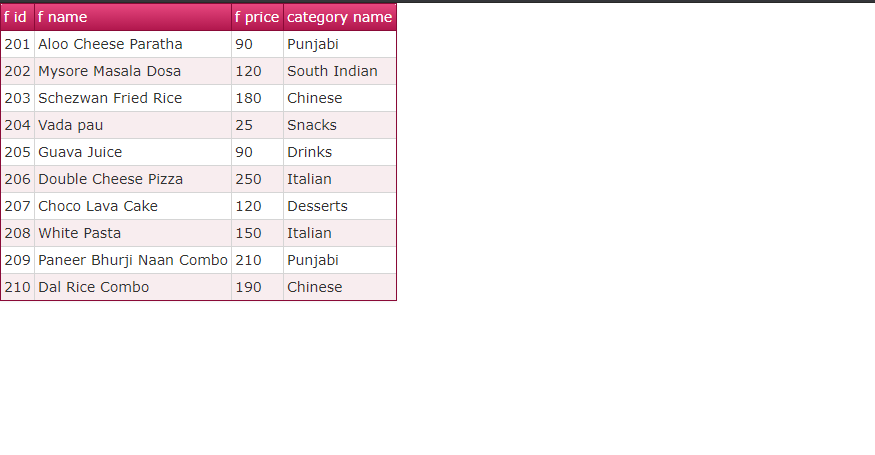 f id f name f price category name
201 Aloo Cheese Paratha 90 Punjabi
202 Mysore Masala Dosa 120 South Indian
203 Schezwan Fried Rice 180 Chinese
204 Vada pau 25 Snacks
205 Guava Juice 90 Drinks
206 Double Cheese Pizza 250 Italian
207 Choco Lava Cake 120 Desserts
208 White Pasta 150 Italian
209 Paneer Bhurji Naan Combo 210 Punjabi
210 Dal Rice Combo 190 Chinese